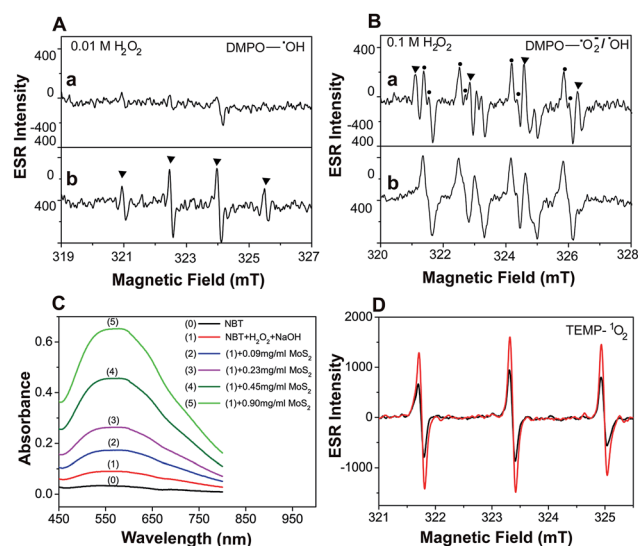 A
0.01 M H₂O₂
DMPO—•OH
a
b
400
0
400
0
400
ESR Intensity
319 321 323 325 327
Magnetic Field (mT)
B
0.1 M H₂O₂
DMPO—•O₂⁻/•OH
a
b
400
0
-400
400
0
400
ESR Intensity
320 322 324 326 328
Magnetic Field (mT)
C
(0) NBT
(1) NBT+H₂O₂+NaOH
(2) (1)+0.09mg/ml MoS₂
(3) (1)+0.23mg/ml MoS₂
(4) (1)+0.45mg/ml MoS₂
(5) (1)+0.90mg/ml MoS₂
(5)
(4)
(3)
(2)
(1)
(0)
0.6
0.4
0.2
0.0
Absorbance
450 550 650 750 850 950
Wavelength (nm)
D
TEMP- ¹O₂
2000
1000
0
-1000
ESR Intensity
321 322 323 324 325
Magnetic Field (mT)